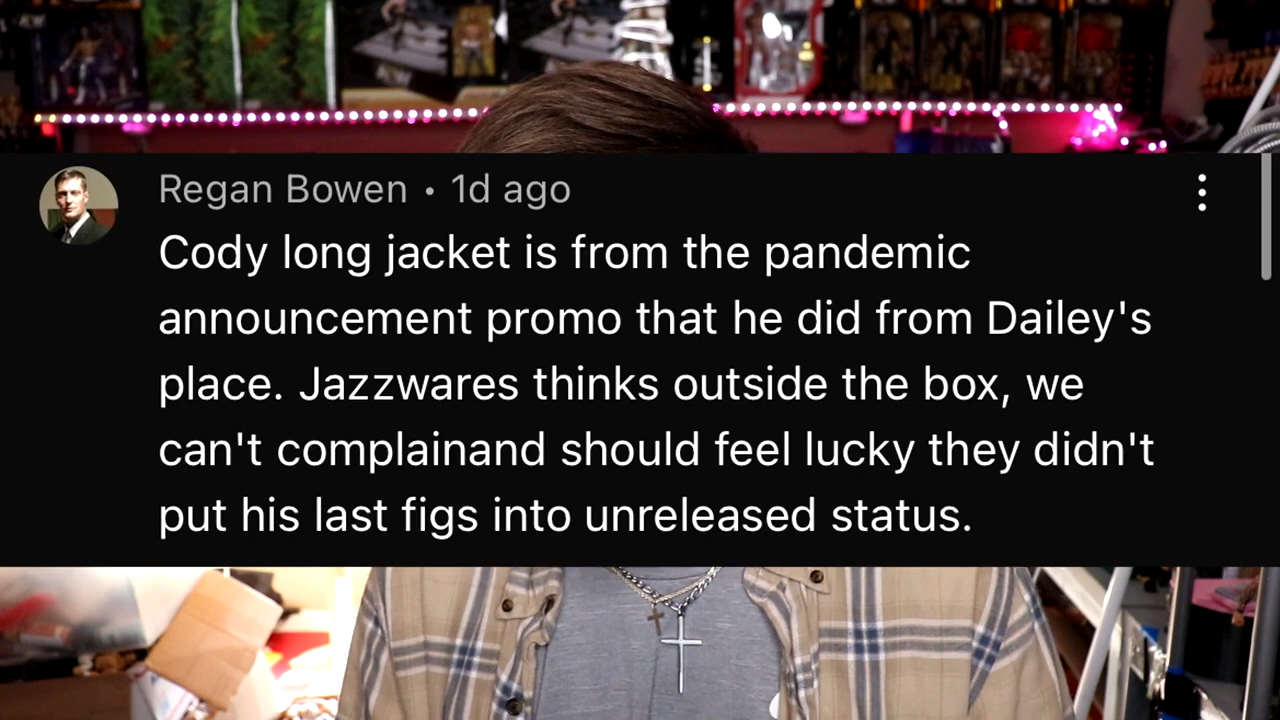 Regan Bowen • 1d ago
Cody long jacket is from the pandemic
announcement promo that he did from Dailey's
place. Jazzwares thinks outside the box, we
can't complainand should feel lucky they didn't
put his last figs into unreleased status.